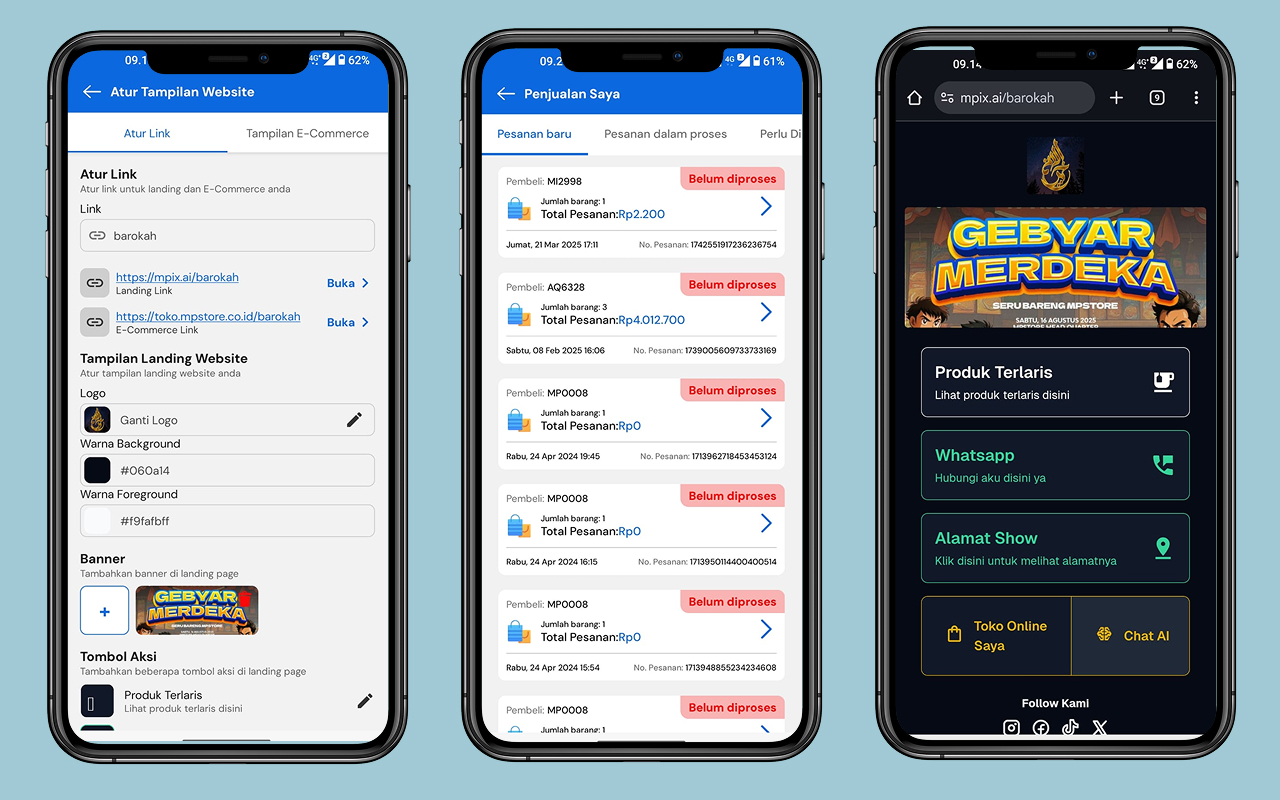 09.1
4G+ 2 62%
Atur Tampilan Website
Atur Link
Tampilan E-Commerce
Atur Link
Atur link untuk landing dan E-Commerce anda
Link
barokah
https://mpix.ai/barokah
Landing Link
Buka
https://toko.mpstore.co.id/barokah
E-Commerce Link
Buka
Tampilan Landing Website
Atur tampilan landing website anda
Logo
Ganti Logo
Warna Background
#060a14
Warna Foreground
#f9fafbff
Banner
Tambahkan banner di landing page
+
GEBYAR
MERDEKA
SERU BARENG MPSTORE
Tombol Aksi
Tambahkan beberapa tombol aksi di landing page
Produk Terlaris
Lihat produk terlaris disini
09.2
4G 2 61%
Penjualan Saya
Pesanan baru
Pesanan dalam proses
Perlu Di
Pembeli: MI2998
Belum diproses
Jumlah barang: 1
Total Pesanan:Rp2.200
Jumat, 21 Mar 2025 17:11
No. Pesanan: 1742551917236236754
Pembeli: AQ6328
Belum diproses
Jumlah barang: 3
Total Pesanan:Rp4.012.700
Sabtu, 08 Feb 2025 16:06
No. Pesanan: 1739005609733733169
Pembeli: MP0008
Belum diproses
Jumlah barang: 1
Total Pesanan:Rp0
Rabu, 24 Apr 2024 19:45
No. Pesanan: 1713962718453453124
Pembeli: MP0008
Belum diproses
Jumlah barang: 1
Total Pesanan:Rp0
Rabu, 24 Apr 2024 16:15
No. Pesanan: 1713950114400400514
Pembeli: MP0008
Belum diproses
Jumlah barang: 1
Total Pesanan:Rp0
Rabu, 24 Apr 2024 15:54
No. Pesanan: 1713948855234234608
Pembeli: MP0008
Belum diproses
Jumlah barang: 1
09.14
4G+ 2 62%
mpix.ai/barokah
9
GEBYAR
MERDEKA
SERU BARENG MPSTORE
SABTU, 16 AGUSTUS 2025
MPSTORE HEAD QUARTER
Produk Terlaris
Lihat produk terlaris disini
Whatsapp
Hubungi aku disini ya
Alamat Show
Klik disini untuk melihat alamatnya
Toko Online
Saya
Chat AI
Follow Kami